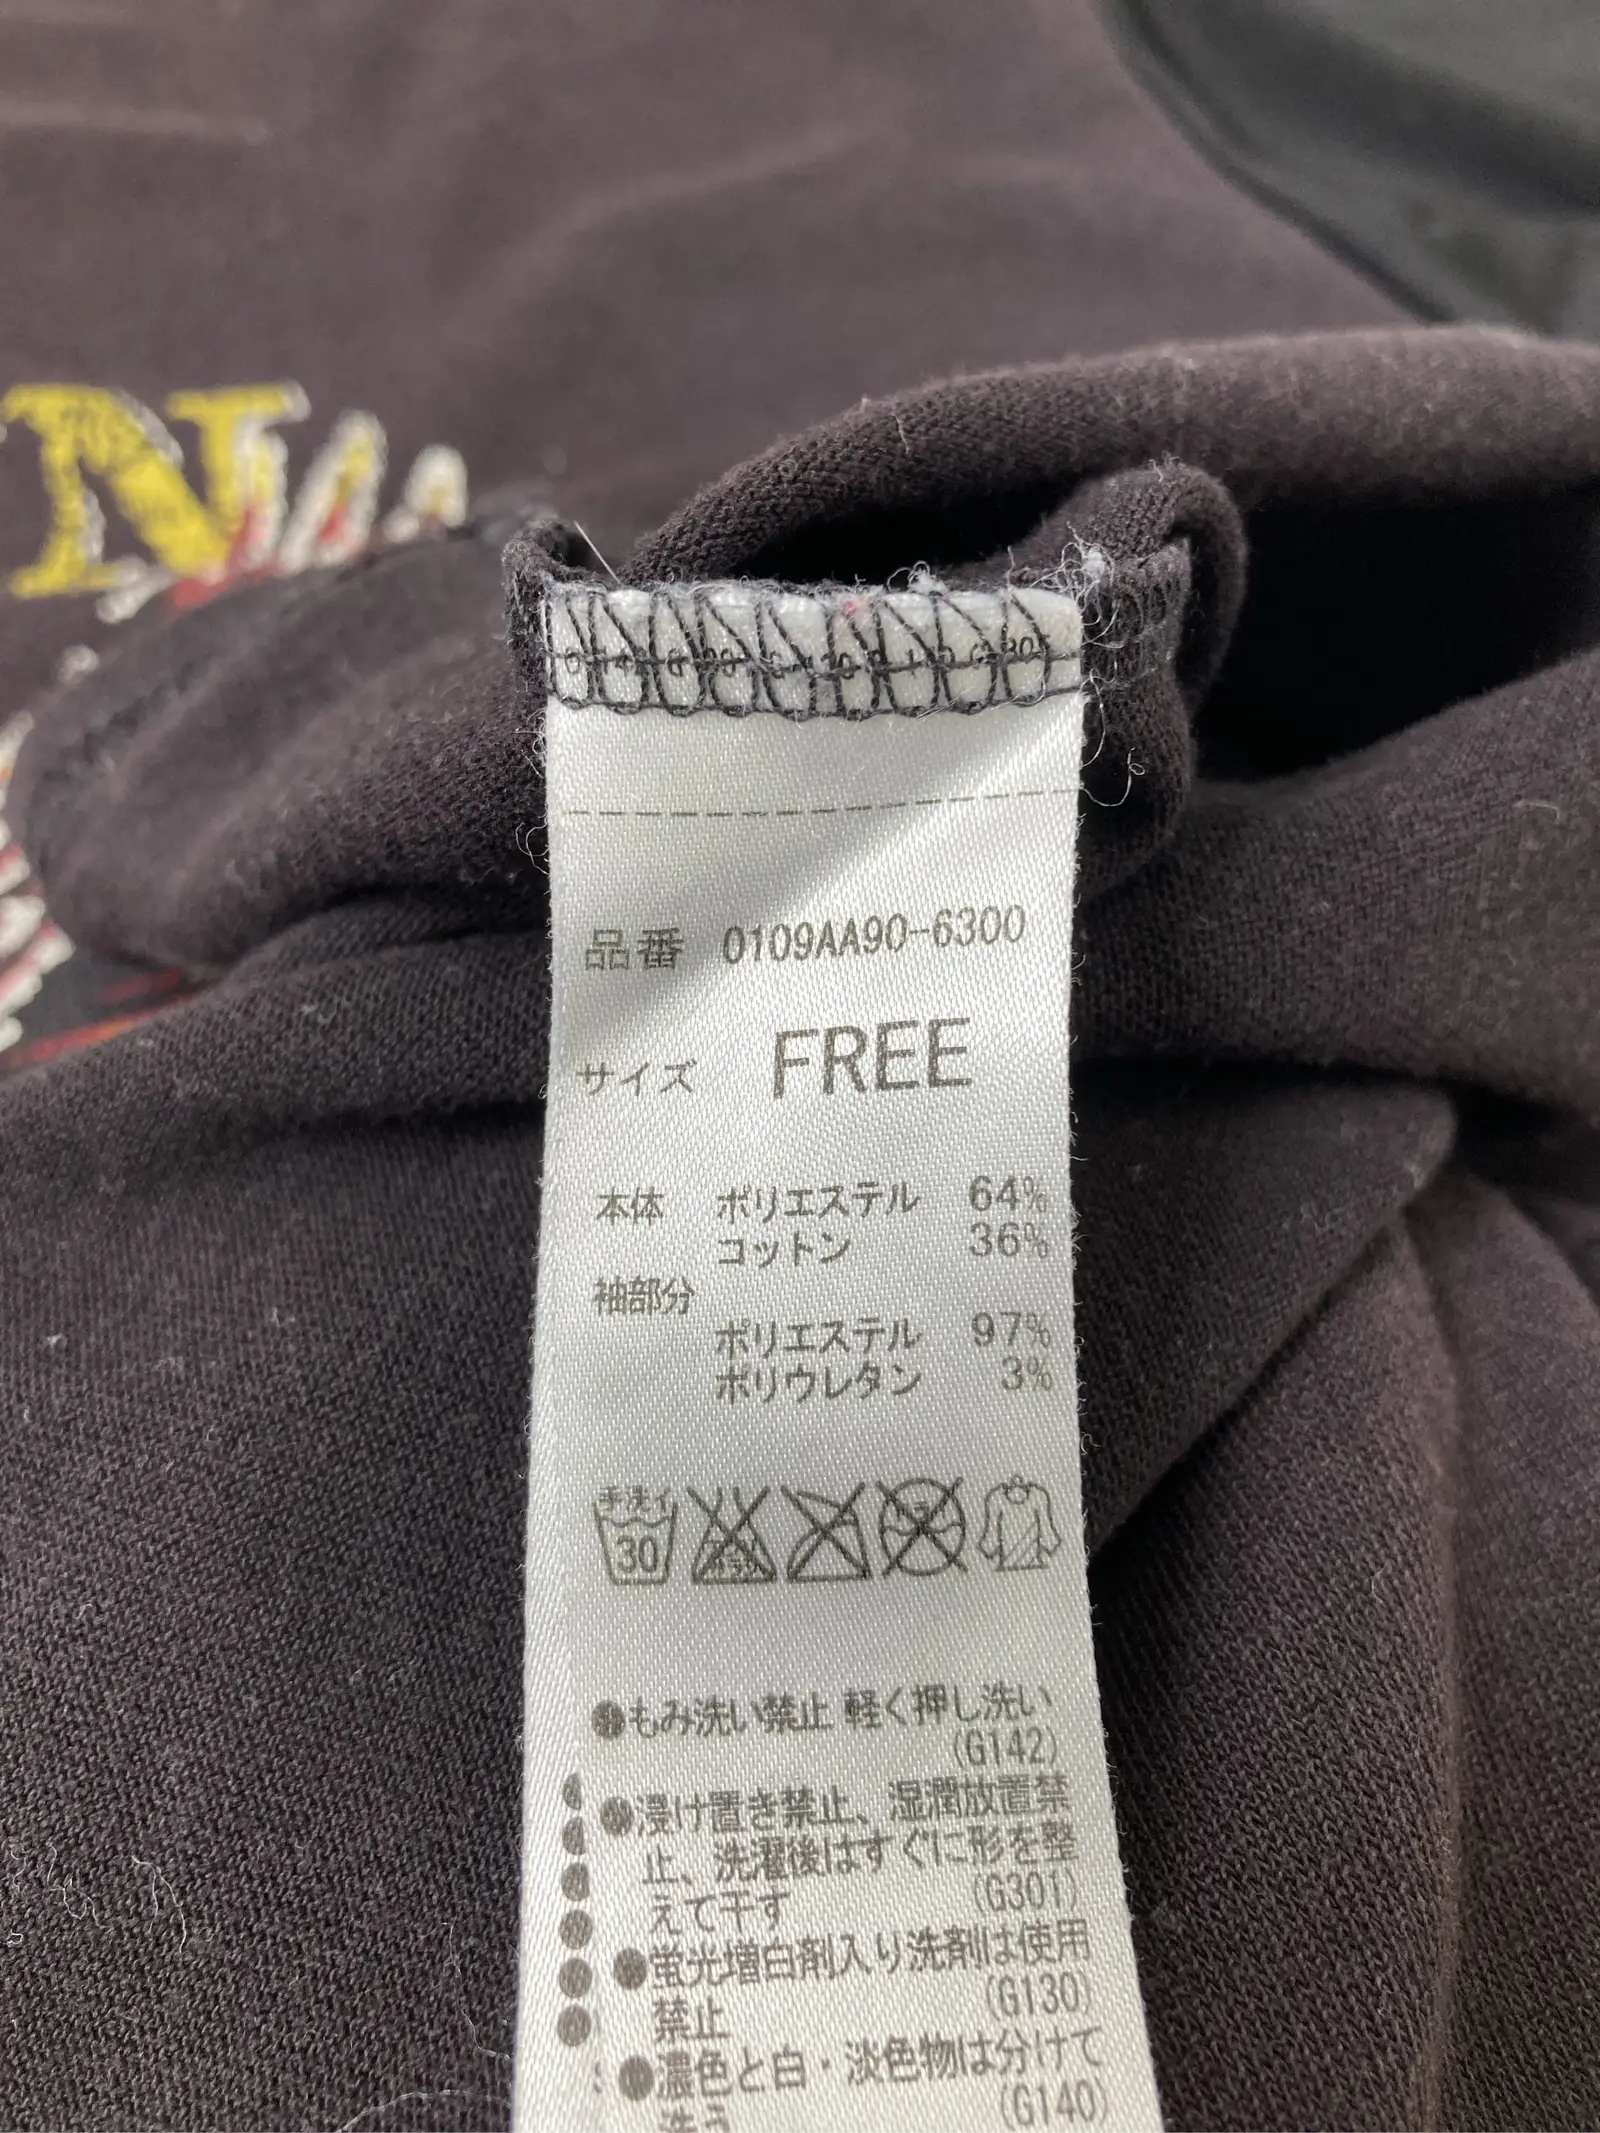 N
品番 0109AA90-6300
サイズ FREE
本体 ポリエステル 64%
コットン 36%
袖部分
ポリエステル 97%
ポリウレタン 3%
手洗イ
30
●もみ洗い禁止 軽く押し洗い
(G142)
●浸け置き禁止、湿潤放置禁
止、洗濯後はすぐに形を整
えて干す (G301)
●蛍光増白剤入り洗剤は使用
禁止 (G130)
●濃色と白・淡色物は分けて
洗う (G140)